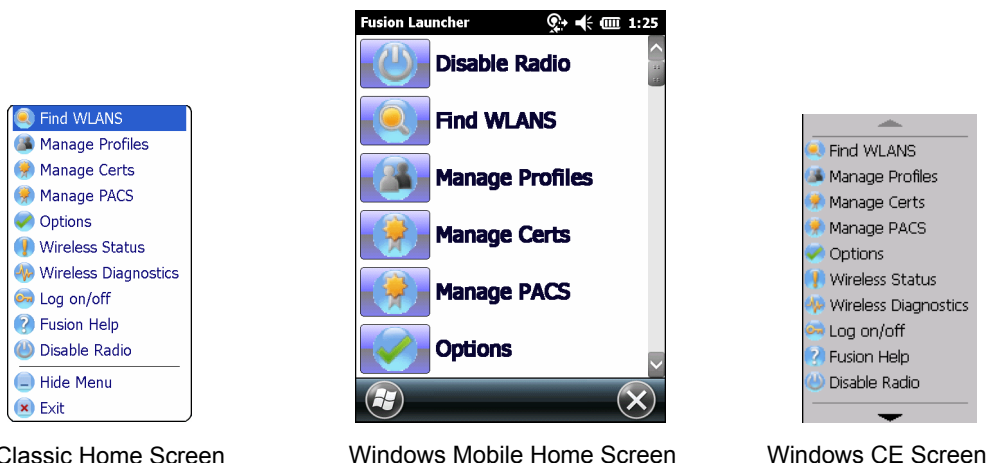 Find WLANS
Manage Profiles
Manage Certs
Manage PACS
Options
Wireless Status
Wireless Diagnostics
Log on/off
Fusion Help
Disable Radio
Hide Menu
Exit
Classic Home Screen
Fusion Launcher 1:25
Disable Radio
Find WLANS
Manage Profiles
Manage Certs
Manage PACS
Options
Windows Mobile Home Screen
Find WLANS
Manage Profiles
Manage Certs
Manage PACS
Options
Wireless Status
Wireless Diagnostics
Log on/off
Fusion Help
Disable Radio
Windows CE Screen